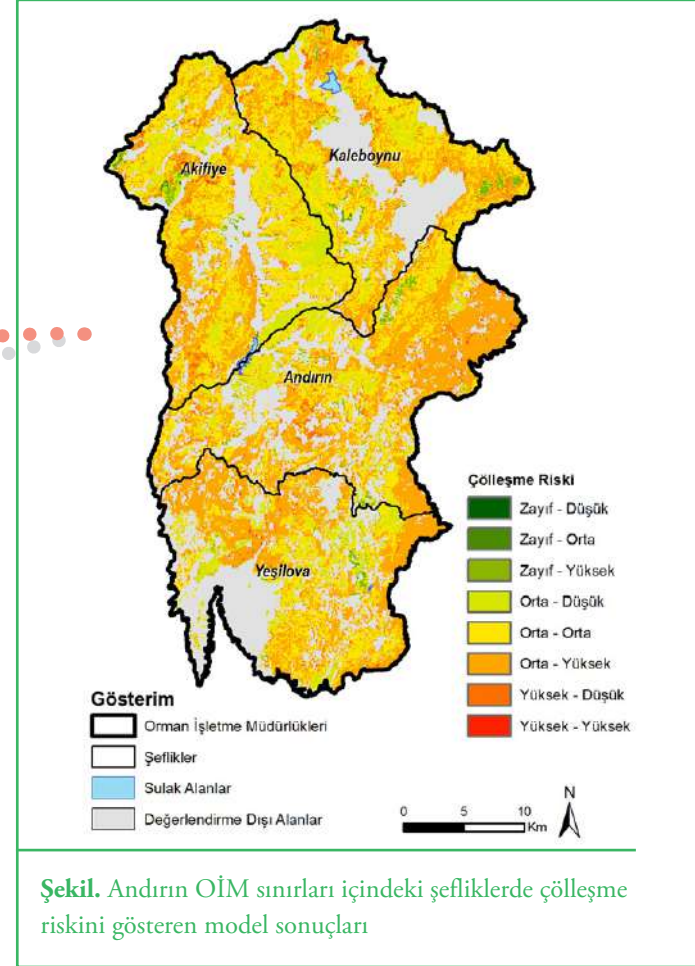 Kaleboynu
Akifiye
Andırın
Yeşilova
Çölleşme Riski
Zayıf - Düşük
Zayıf - Orta
Zayıf - Yüksek
Orta - Düşük
Orta - Orta
Orta - Yüksek
Yüksek - Düşük
Yüksek - Yüksek
Gösterim
Orman İşletme Müdürlükleri
Şeflikler
Sulak Alanlar
Değerlendirme Dışı Alanlar
0 5 10
Km
N
Şekil. Andırın OİM sınırları içindeki şefliklerde çölleşme
riskini gösteren model sonuçları